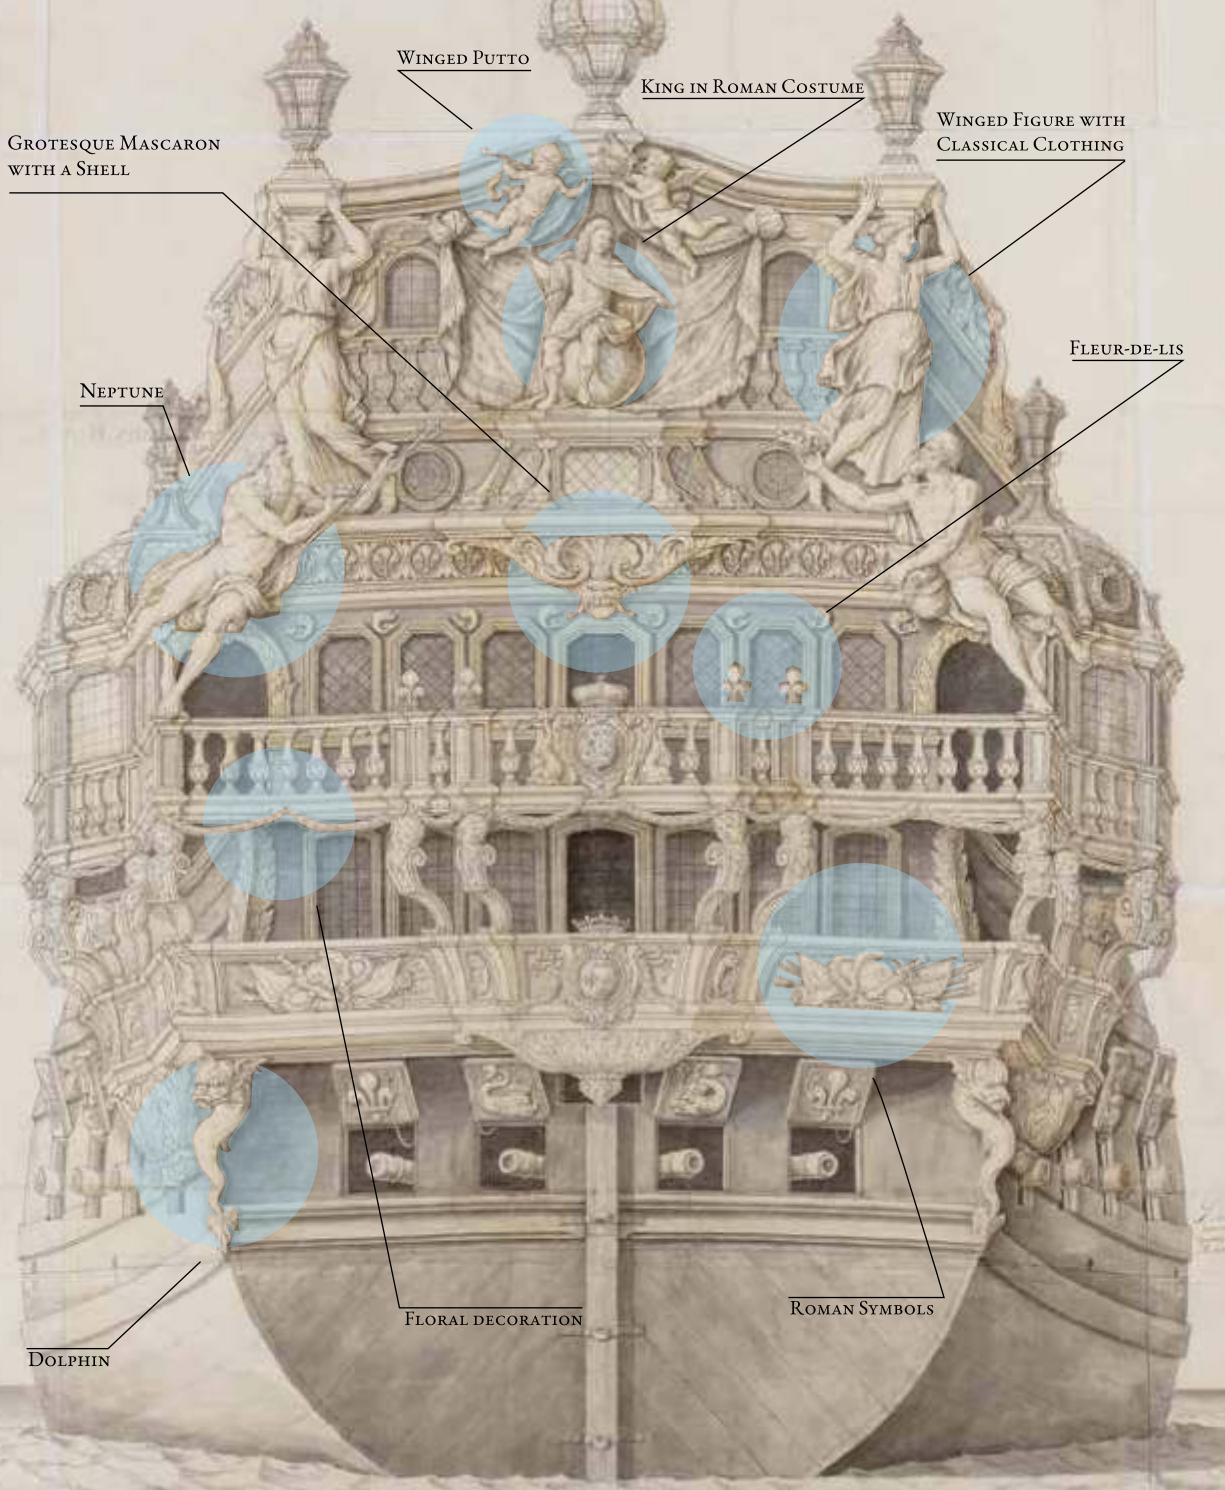 Winged Putto
King in Roman Costume
Winged Figure with
Classical Clothing
Grotesque Mascaron
with a Shell
Fleur-de-lis
Neptune
Roman Symbols
Floral decoration
Dolphin